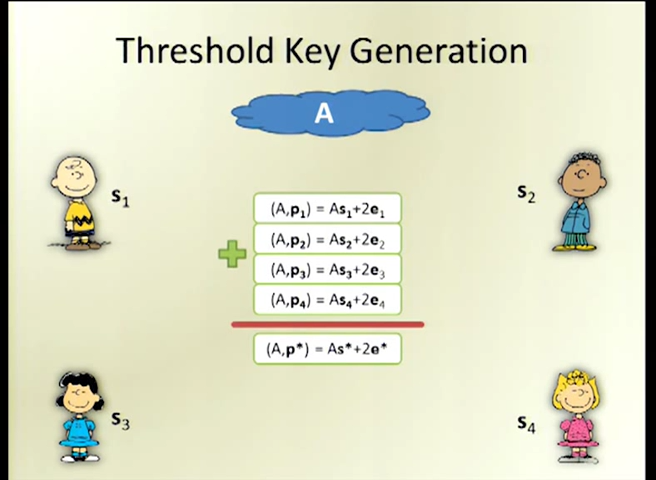 Threshold Key Generation
A
s₁
s₂
(A,p₁) = As₁+2e₁
(A,p₂) = As₂+2e₂
(A,p₃) = As₃+2e₃
(A,p₄) = As₄+2e₄
(A,p*) = As*+2e*
s₃
s₄